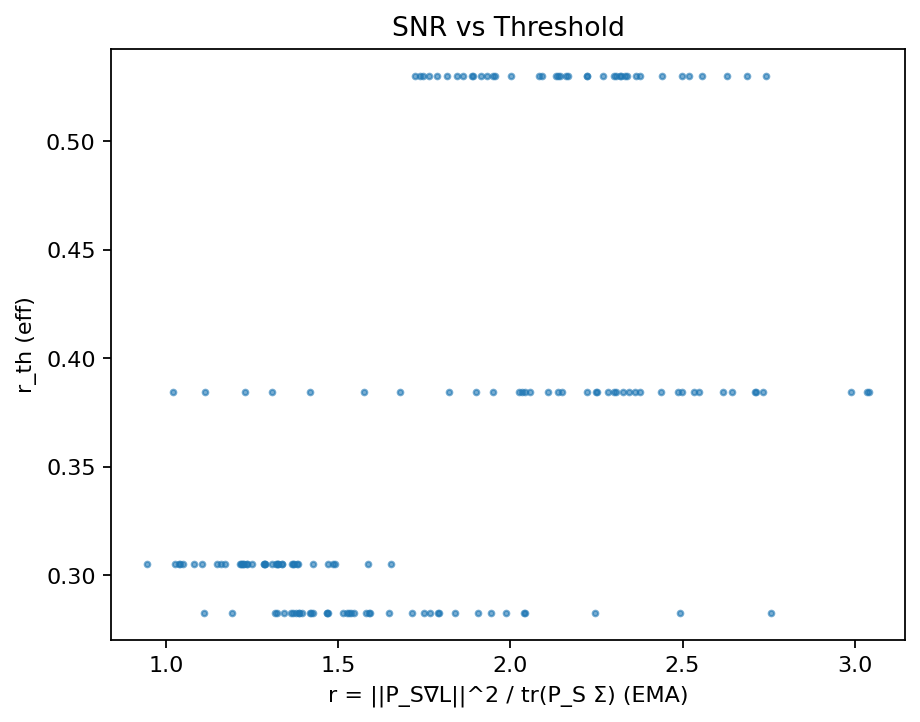 SNR vs Threshold
r_th (eff)
0.50
0.45
0.40
0.35
0.30
1.0 1.5 2.0 2.5 3.0
r = ||P_S∇L||^2 / tr(P_S Σ) (EMA)